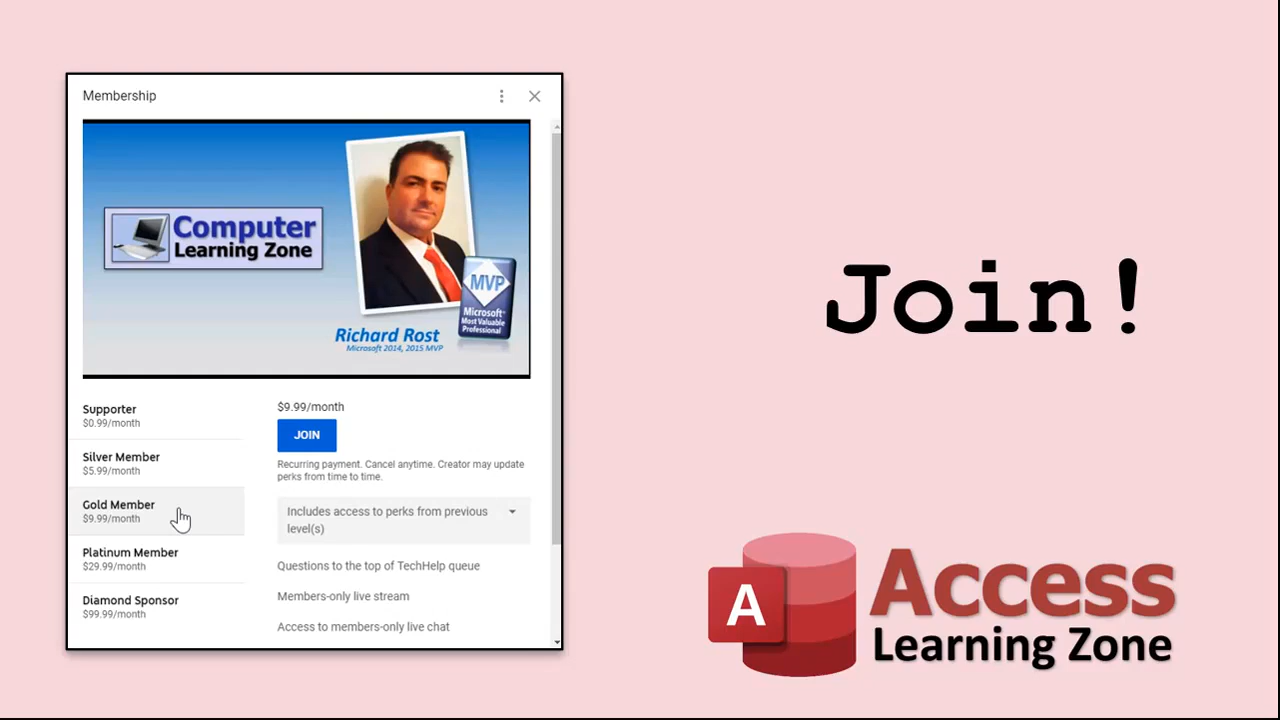 Membership
Computer
Learning Zone
MVP
Microsoft®
Most Valuable
Professional
Richard Rost
Microsoft 2014, 2015 MVP
Supporter
$0.99/month
Silver Member
$5.99/month
Gold Member
$9.99/month
Platinum Member
$29.99/month
Diamond Sponsor
$99.99/month
$9.99/month
JOIN
Recurring payment. Cancel anytime. Creator may update
perks from time to time.
Includes access to perks from previous
level(s)
Questions to the top of TechHelp queue
Members-only live stream
Access to members-only live chat
Join!
A
Access
Learning Zone